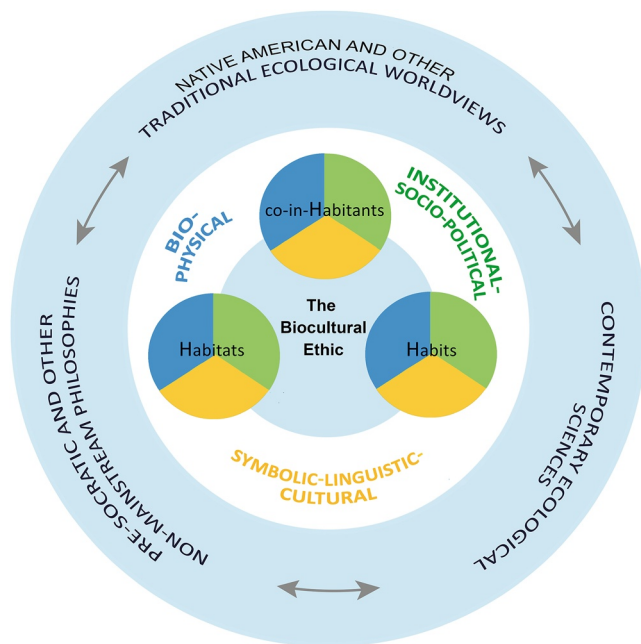 NATIVE AMERICAN AND OTHER
TRADITIONAL ECOLOGICAL WORLDVIEWS
BIO-
PHYSICAL
INSTITUTIONAL-
SOCIO-POLITICAL
co-in-Habitants
The
Biocultural
Ethic
Habitats
Habits
SYMBOLIC-LINGUISTIC-
CULTURAL
PRE-SOCRATIC AND OTHER
NON-MAINSTREAM PHILOSOPHIES
CONTEMPORARY ECOLOGICAL
SCIENCES